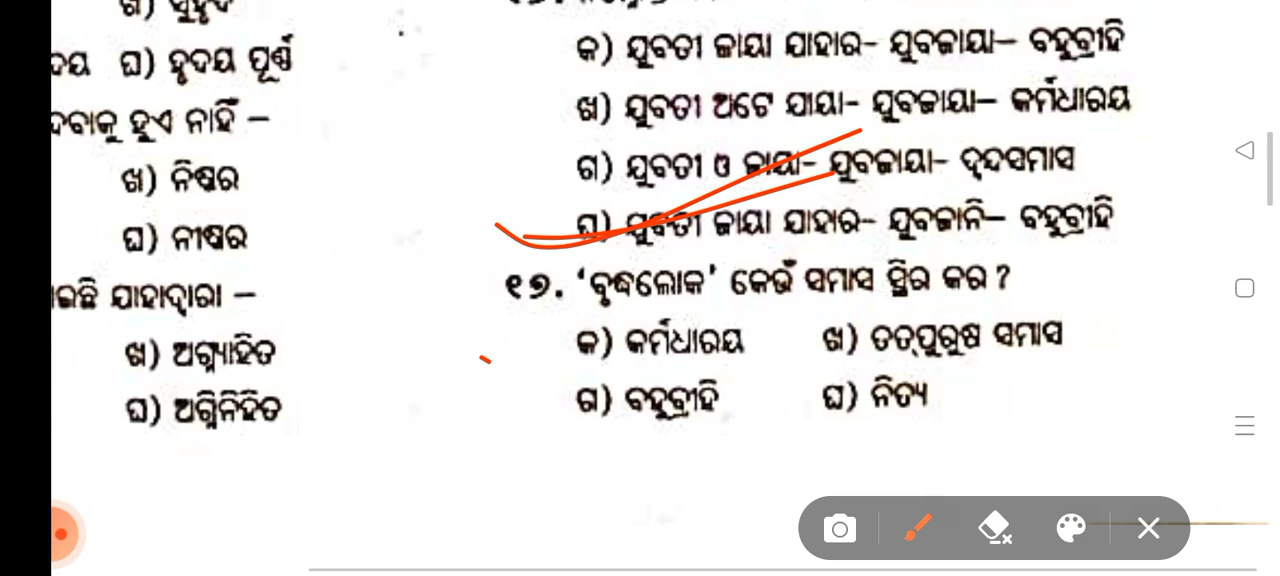 ଖ) ସୁହୃଦ
ଦୟ ଘ) ହୃଦୟ ପୂର୍ଣ୍ଣ
ଦବାକୁ ହୁଏ ନାହିଁ –
ଖ) ନିଷର
ଘ) ନୀଷର
ଇଛି ଯାହାଦ୍ୱାରା –
ଖ) ଅଗ୍ନ୍ୟାହିତ
ଘ) ଅଗ୍ନିନିହିତ
କ) ଯୁବତୀ ଜାୟା ଯାହାର- ଯୁବଜାୟା– ବହୁବ୍ରୀହି
ଖ) ଯୁବତୀ ଅଟେ ଯାୟା- ଯୁବଜାୟା– କର୍ମଧାରୟ
ଗ) ଯୁବତୀ ଓ ଜାୟା- ଯୁବଜାୟା– ଦ୍ୱନ୍ଦସମାସ
ଘ) ଯୁବତୀ ଜାୟା ଯାହାର- ଯୁବଜାନି– ବହୁବ୍ରୀହି
୧୭. ‘ବୃଦ୍ଧଲୋକ’ କେଉଁ ସମାସ ସ୍ଥିର କର ?
କ) କର୍ମଧାରୟ ଖ) ତତ୍ପୁରୁଷ ସମାସ
ଗ) ବହୁବ୍ରୀହି ଘ) ନିତ୍ୟ